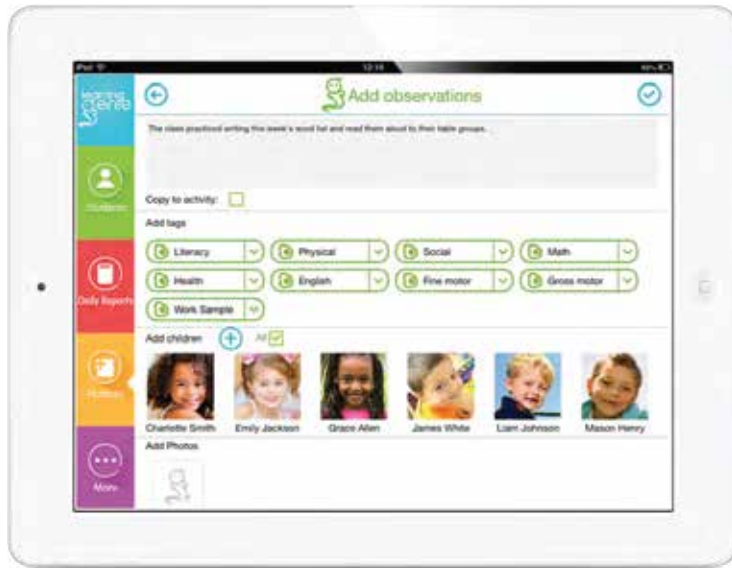 iPad
12:18
learning
genie
Add observations
The class practiced writing this week's word list and read them aloud to their table groups.
Children
Copy to activity:
Add tags
Literacy
Physical
Social
Math
Health
English
Fine motor
Gross motor
Work Sample
Daily Reports
Add children
All
Charlotte Smith
Emily Jackson
Grace Allen
James White
Liam Johnson
Mason Henry
Add Photos
More